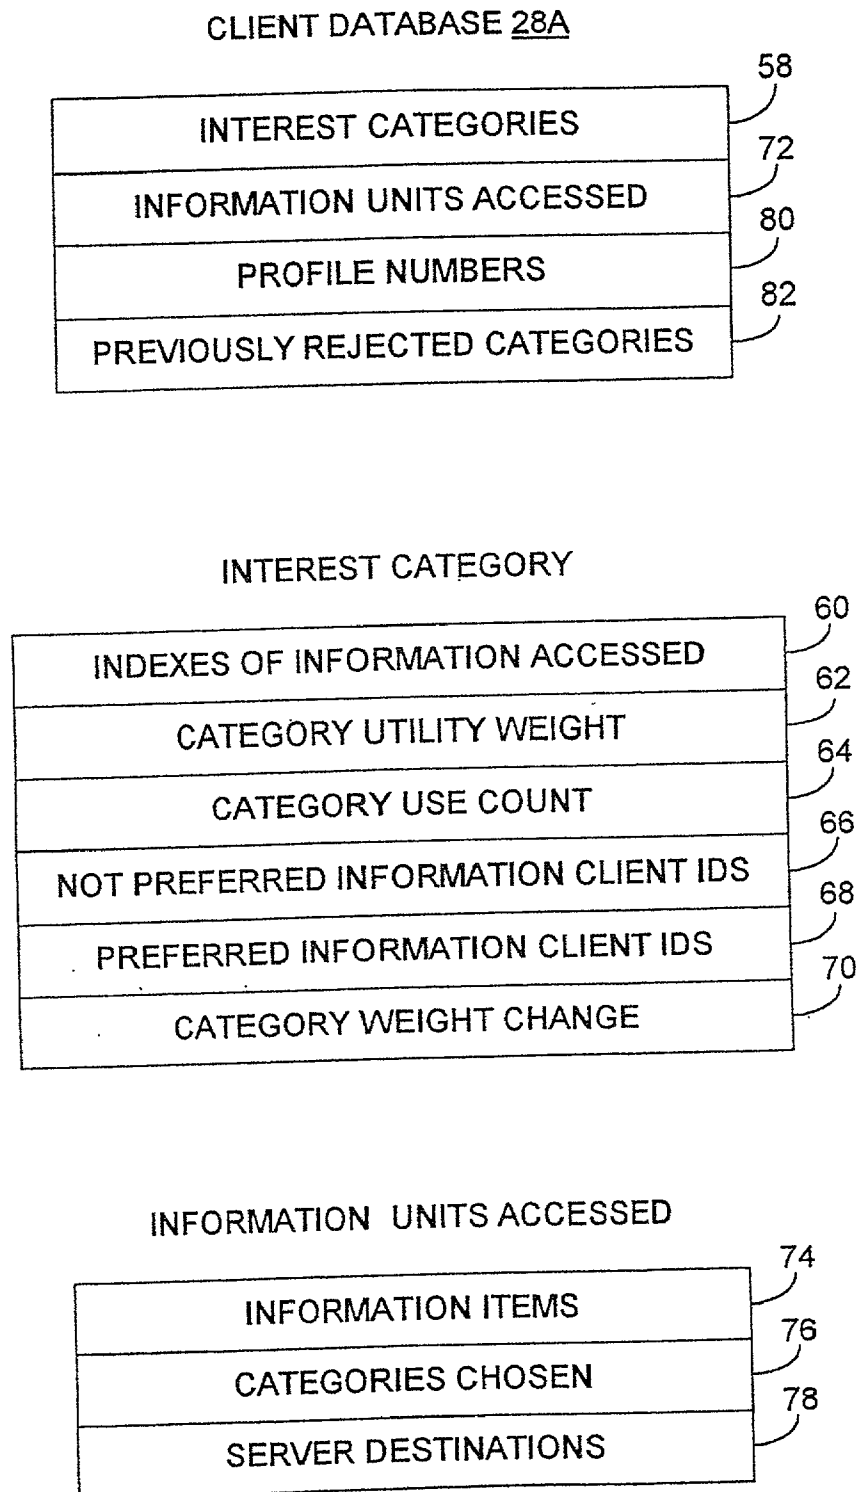 CLIENT DATABASE 28A
58
INTEREST CATEGORIES
72
INFORMATION UNITS ACCESSED
80
PROFILE NUMBERS
82
PREVIOUSLY REJECTED CATEGORIES
INTEREST CATEGORY
60
INDEXES OF INFORMATION ACCESSED
62
CATEGORY UTILITY WEIGHT
64
CATEGORY USE COUNT
66
NOT PREFERRED INFORMATION CLIENT IDS
68
PREFERRED INFORMATION CLIENT IDS
70
CATEGORY WEIGHT CHANGE
INFORMATION UNITS ACCESSED
74
INFORMATION ITEMS
76
CATEGORIES CHOSEN
78
SERVER DESTINATIONS